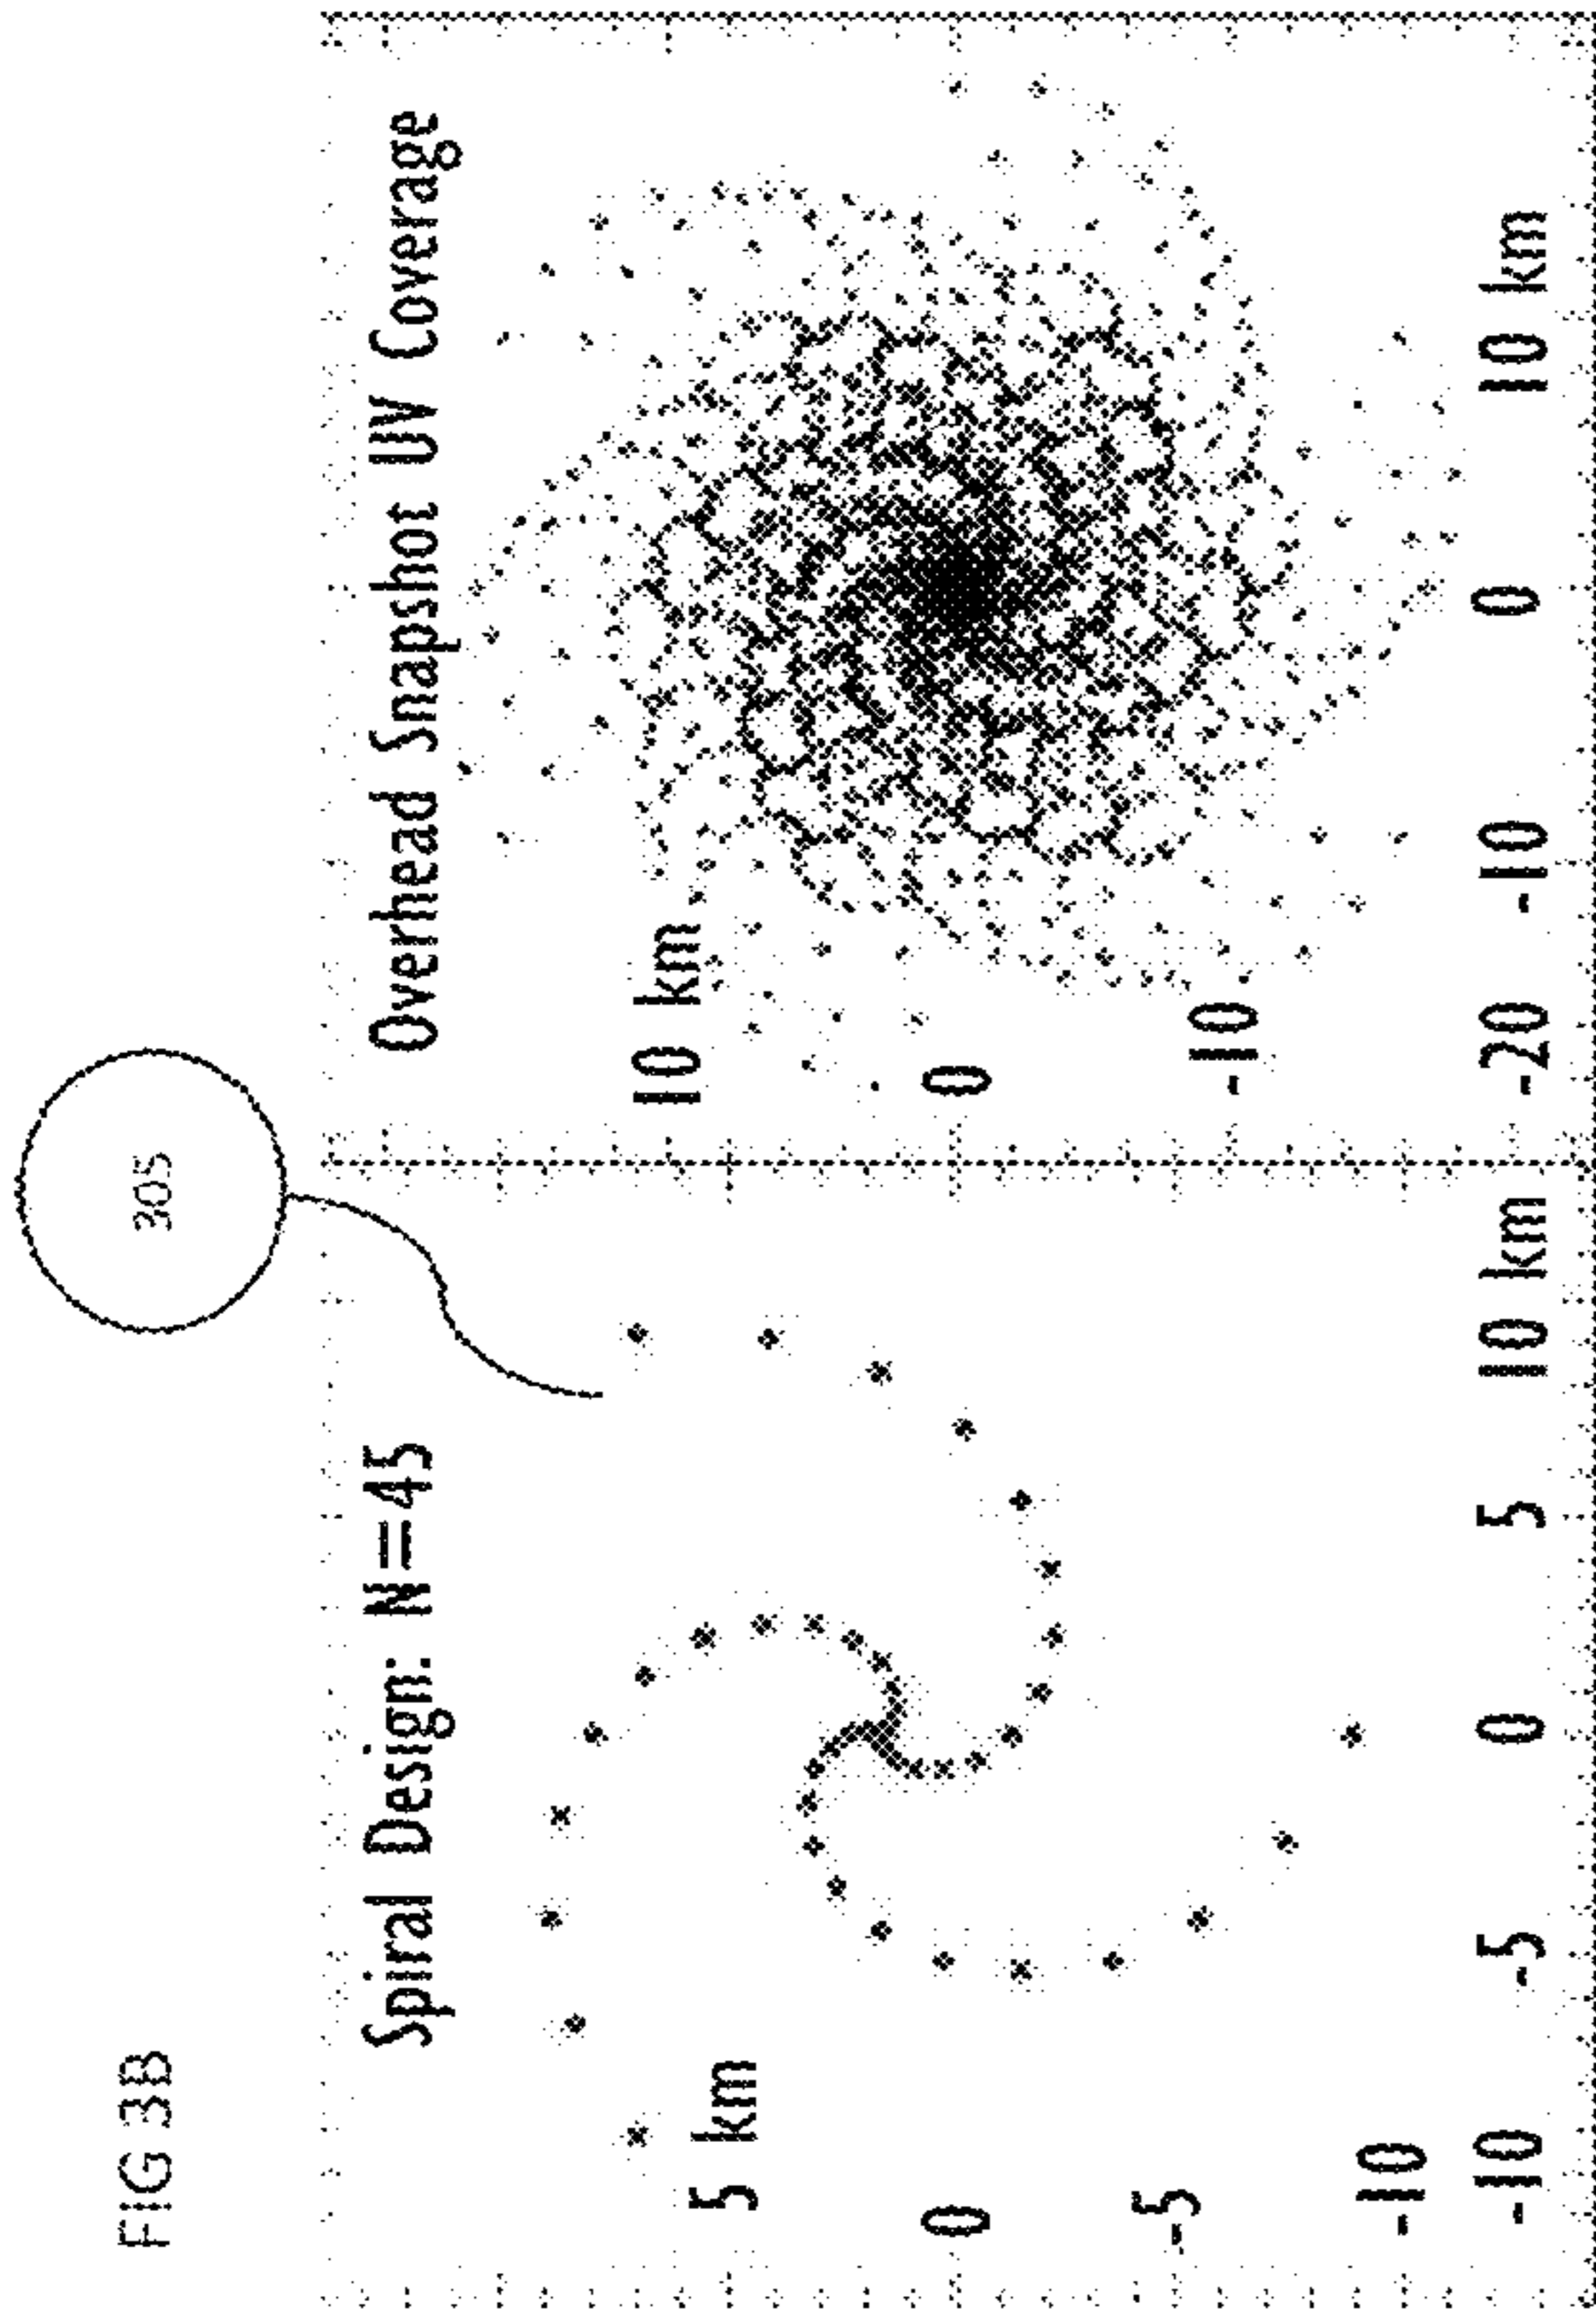 FIG 3B
305
Spiral Design: N=45
5 km
0
-5
-10
-10 -5 0 5 10 km
Overhead Snapshot UV Coverage
10 km
0
-10
-20 -10 0 10 km